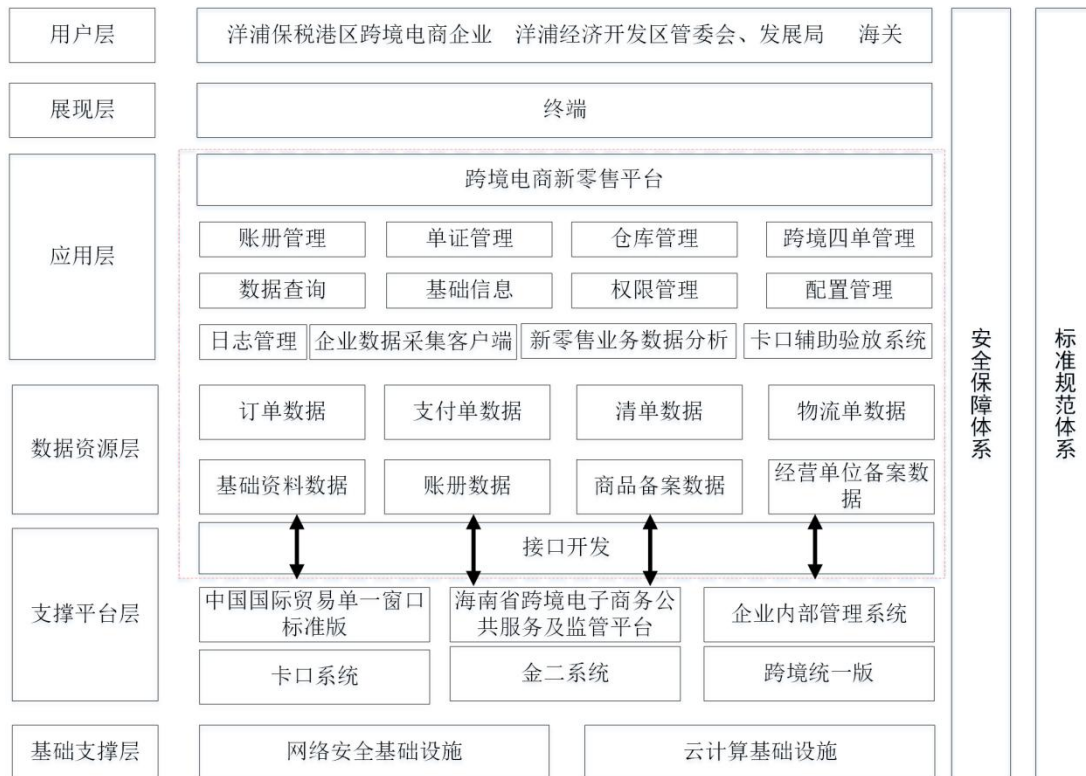 用户层
洋浦保税港区跨境电商企业 洋浦经济开发区管委会、发展局 海关
展现层
终端
应用层
跨境电商新零售平台
账册管理
单证管理
仓库管理
跨境四单管理
数据查询
基础信息
权限管理
配置管理
日志管理
企业数据采集客户端
新零售业务数据分析
卡口辅助验放系统
数据资源层
订单数据
支付单数据
清单数据
物流单数据
基础资料数据
账册数据
商品备案数据
经营单位备案数
据
支撑平台层
接口开发
中国国际贸易单一窗口
标准版
海南省跨境电子商务公
共服务及监管平台
企业内部管理系统
卡口系统
金二系统
跨境统一版
基础支撑层
网络安全基础设施
云计算基础设施
安全保障体系
标准规范体系